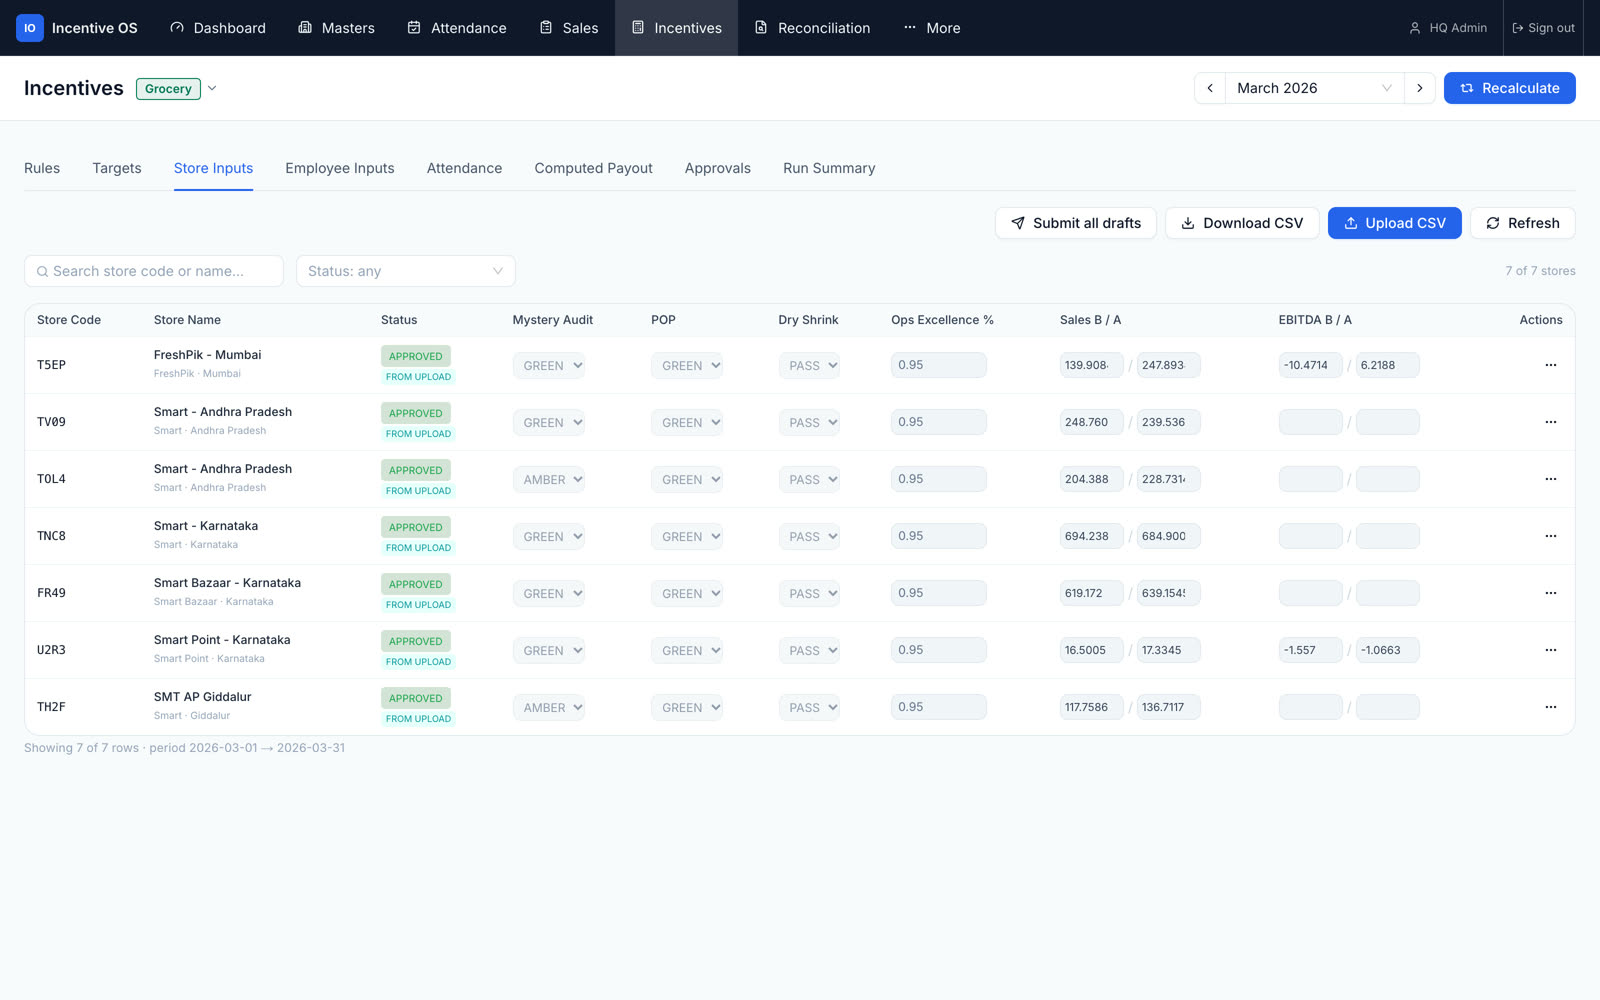 IO Incentive OS Dashboard Masters Attendance Sales Incentives Reconciliation ··· More HQ Admin Sign out
Incentives Grocery March 2026 Recalculate
Rules Targets Store Inputs Employee Inputs Attendance Computed Payout Approvals Run Summary
Submit all drafts Download CSV Upload CSV Refresh
Search store code or name... Status: any 7 of 7 stores
Store Code Store Name Status Mystery Audit POP Dry Shrink Ops Excellence % Sales B / A EBITDA B / A Actions
T5EP FreshPik - Mumbai APPROVED GREEN GREEN PASS 0.95 139.908 / 247.893 -10.4714 / 6.2188 ···
FreshPik · Mumbai FROM UPLOAD
TV09 Smart - Andhra Pradesh APPROVED GREEN GREEN PASS 0.95 248.760 / 239.536 / ···
Smart · Andhra Pradesh FROM UPLOAD
TOL4 Smart - Andhra Pradesh APPROVED AMBER GREEN PASS 0.95 204.388 / 228.731 / ···
Smart · Andhra Pradesh FROM UPLOAD
TNC8 Smart - Karnataka APPROVED GREEN GREEN PASS 0.95 694.238 / 684.900 / ···
Smart · Karnataka FROM UPLOAD
FR49 Smart Bazaar - Karnataka APPROVED GREEN GREEN PASS 0.95 619.172 / 639.154 / ···
Smart Bazaar · Karnataka FROM UPLOAD
U2R3 Smart Point - Karnataka APPROVED GREEN GREEN PASS 0.95 16.5005 / 17.3345 -1.557 / -1.0663 ···
Smart Point · Karnataka FROM UPLOAD
TH2F SMT AP Giddalur APPROVED AMBER GREEN PASS 0.95 117.7586 / 136.7117 / ···
Smart · Giddalur FROM UPLOAD
Showing 7 of 7 rows · period 2026-03-01 → 2026-03-31